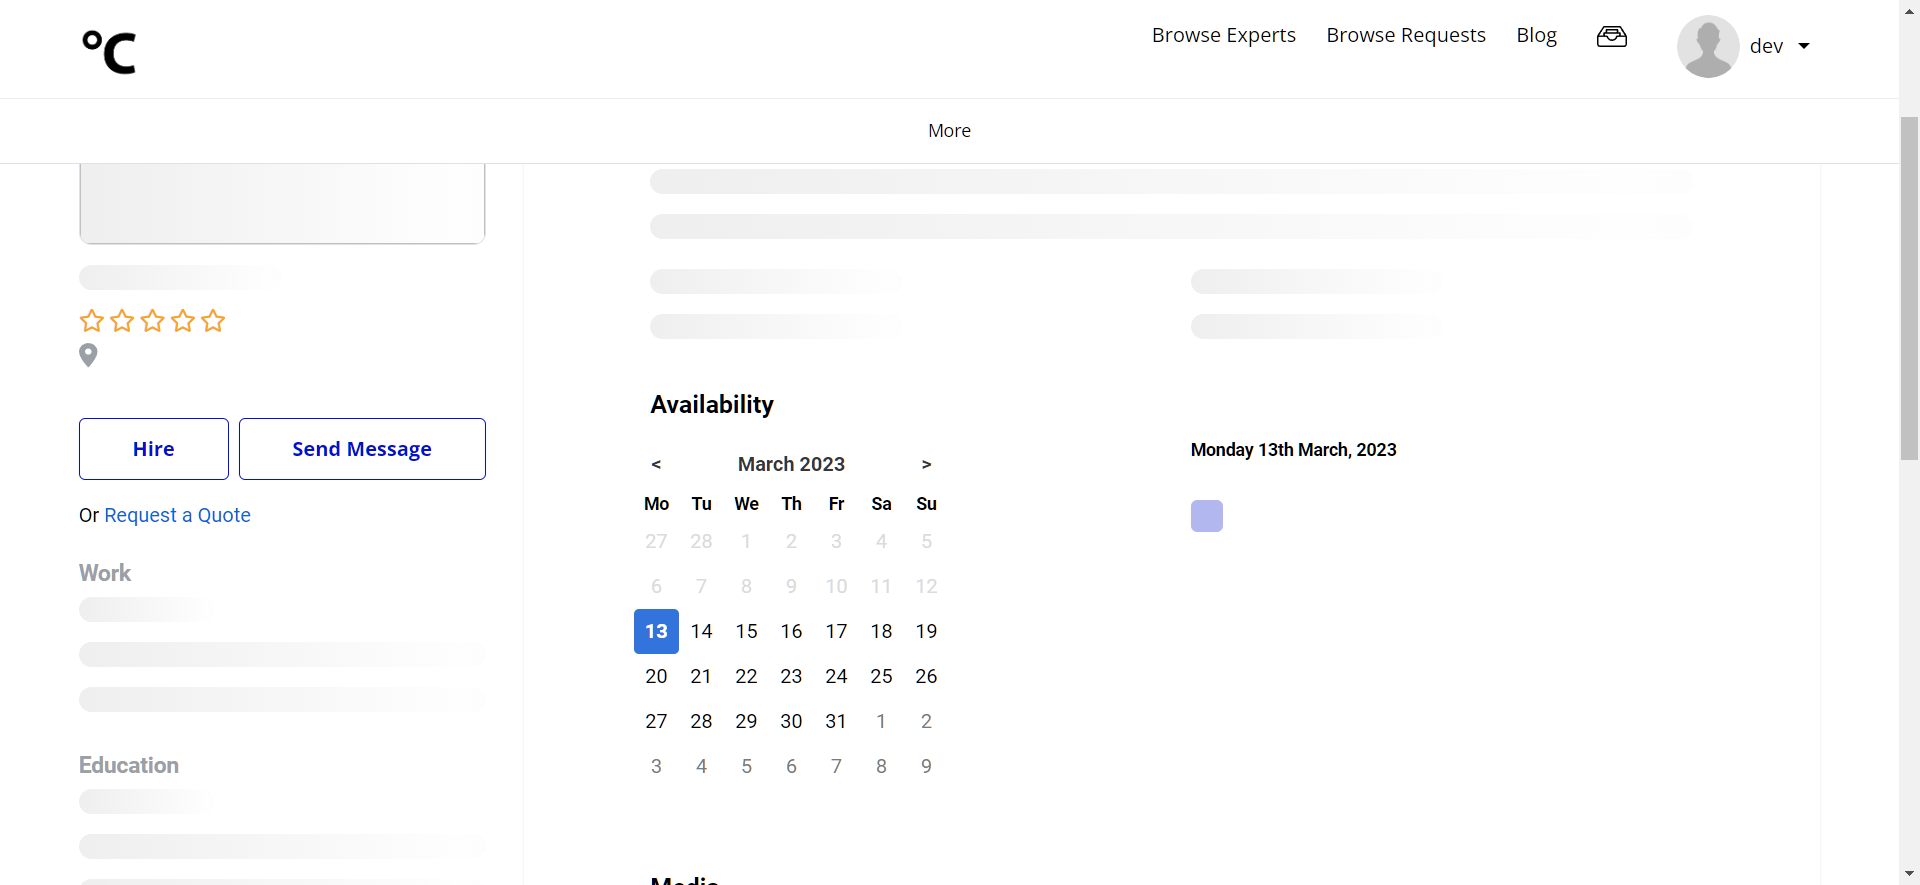 °C
Browse Experts Browse Requests Blog
dev
More
Hire Send Message
Or Request a Quote
Work
Education
Availability
< March 2023 >
Mo Tu We Th Fr Sa Su
27 28 1 2 3 4 5
6 7 8 9 10 11 12
13 14 15 16 17 18 19
20 21 22 23 24 25 26
27 28 29 30 31 1 2
3 4 5 6 7 8 9
Monday 13th March, 2023
Media